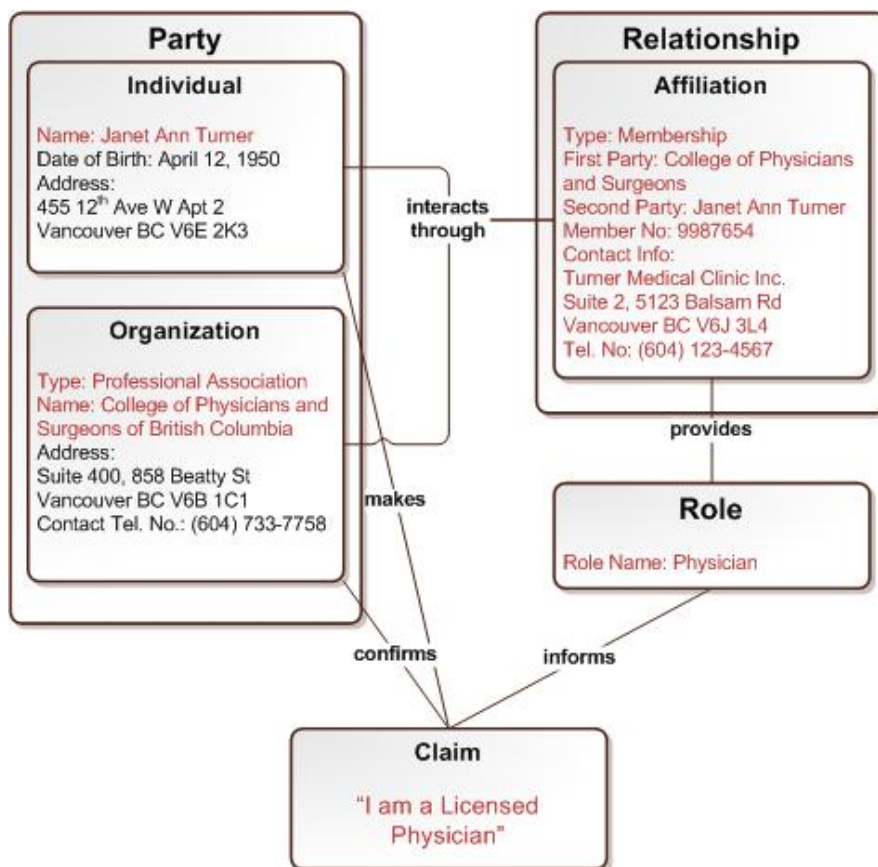 Party
Individual
Name: Janet Ann Turner
Date of Birth: April 12, 1950
Address:
455 12th Ave W Apt 2
Vancouver BC V6E 2K3
Organization
Type: Professional Association
Name: College of Physicians and
Surgeons of British Columbia
Address:
Suite 400, 858 Beatty St
Vancouver BC V6B 1C1
Contact Tel. No.: (604) 733-7758
interacts
through
Relationship
Affiliation
Type: Membership
First Party: College of Physicians
and Surgeons
Second Party: Janet Ann Turner
Member No: 9987654
Contact Info:
Turner Medical Clinic Inc.
Suite 2, 5123 Balsam Rd
Vancouver BC V6J 3L4
Tel. No: (604) 123-4567
provides
Role
Role Name: Physician
makes
confirms
informs
Claim
“I am a Licensed
Physician”